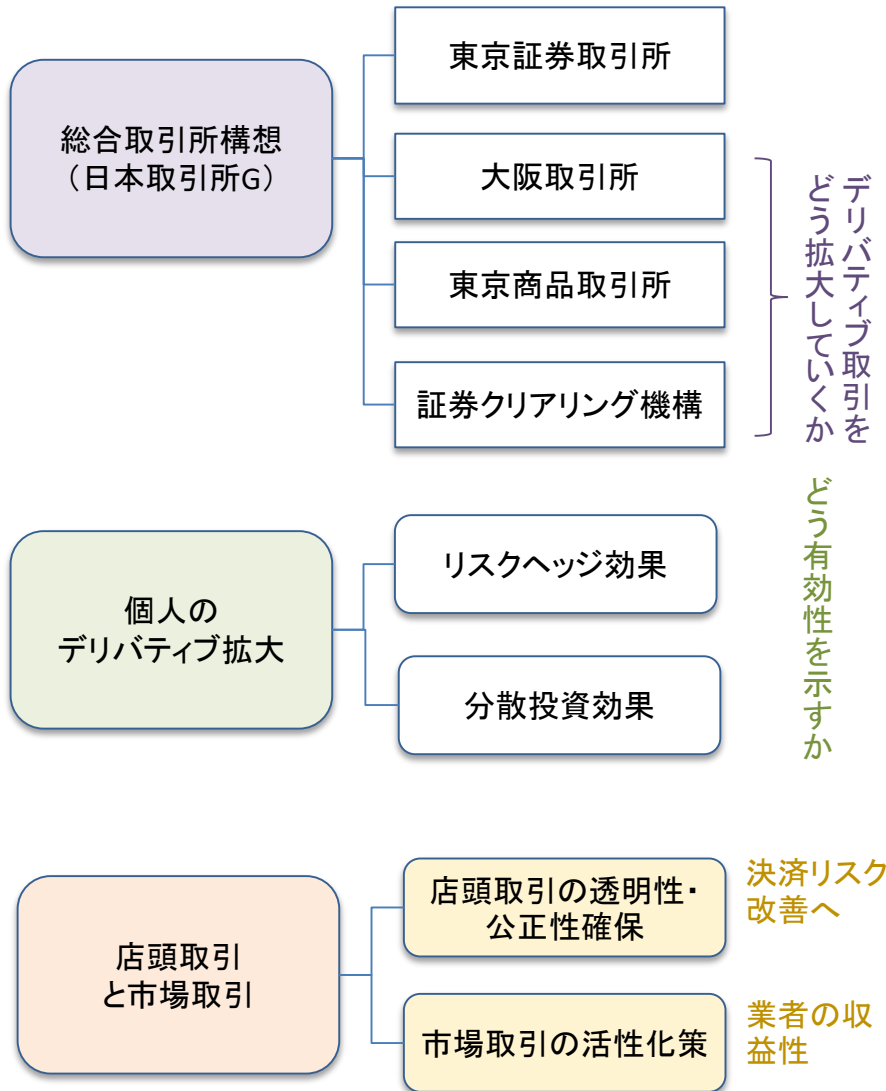 総合取引所構想
（日本取引所G）
東京証券取引所
大阪取引所
東京商品取引所
証券クリアリング機構
デリバティブ取引を
どう拡大していくか
個人の
デリバティブ拡大
リスクヘッジ効果
分散投資効果
どう有効性を示すか
店頭取引
と市場取引
店頭取引の透明性・
公正性確保
決済リスク
改善へ
市場取引の活性化策
業者の収
益性